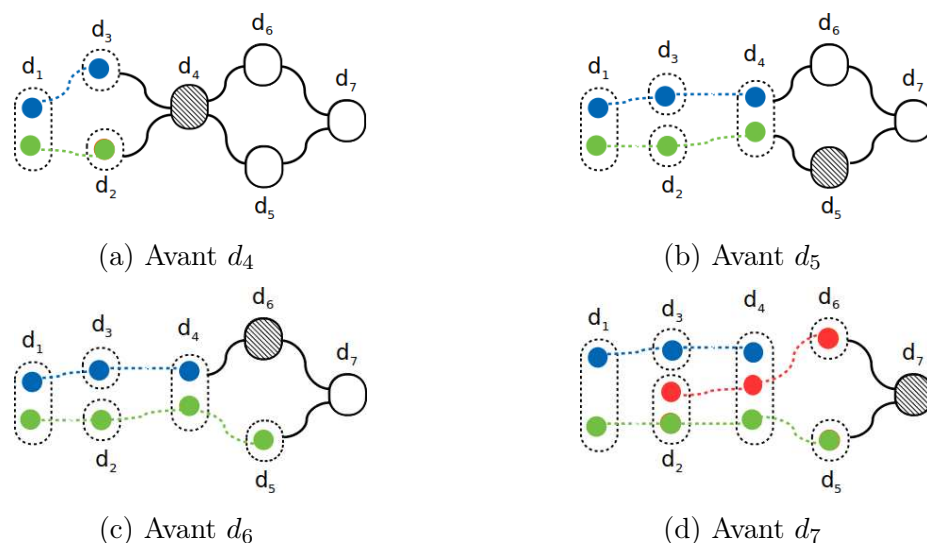 d₁ d₃ d₄ d₆ d₇
d₂ d₅
(a) Avant d₄
d₁ d₃ d₄ d₆ d₇
d₂ d₅
(b) Avant d₅
d₁ d₃ d₄ d₆ d₇
d₂ d₅
(c) Avant d₆
d₁ d₃ d₄ d₆ d₇
d₂ d₅
(d) Avant d₇